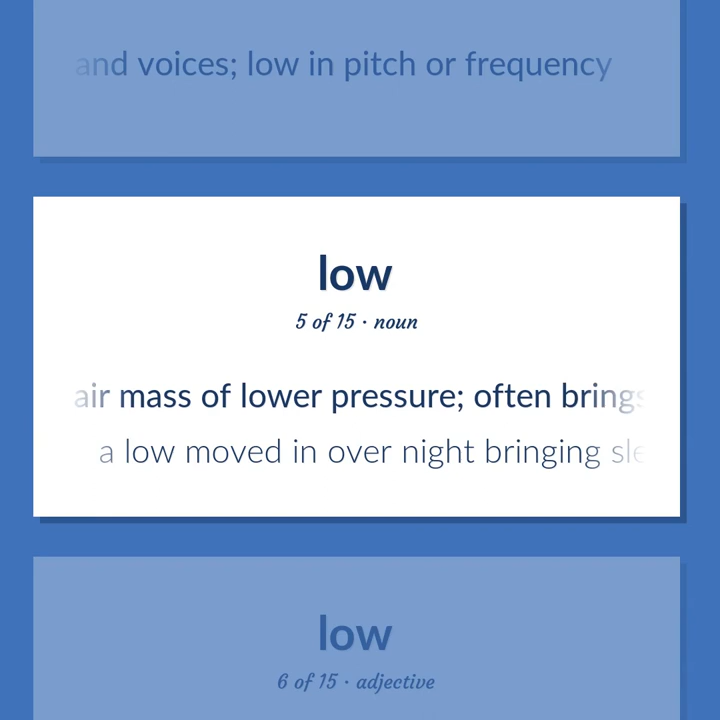 and voices; low in pitch or frequency
low
5 of 15 · noun
air mass of lower pressure; often brings
a low moved in over night bringing sle
low
6 of 15 · adjective